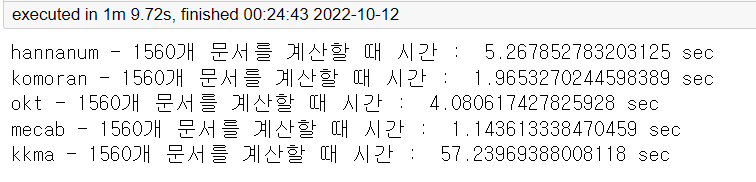 executed in 1m 9.72s, finished 00:24:43 2022-10-12
hannanum - 1560개 문서를 계산할 때 시간 :  5.267852783203125 sec
komoran - 1560개 문서를 계산할 때 시간 :  1.9653270244598389 sec
okt - 1560개 문서를 계산할 때 시간 :  4.080617427825928 sec
mecab - 1560개 문서를 계산할 때 시간 :  1.143613338470459 sec
kkma - 1560개 문서를 계산할 때 시간 :  57.23969388008118 sec